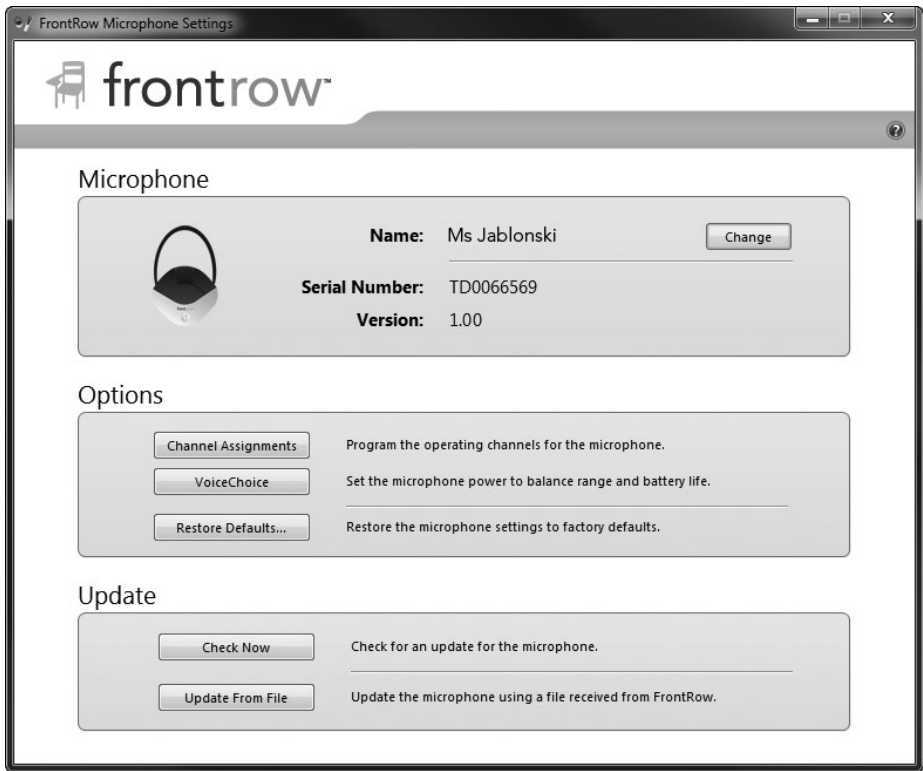 FrontRow Microphone Settings
frontrow™
Microphone
Name: Ms Jablonski Change
Serial Number: TD0066569
Version: 1.00
Options
Channel Assignments Program the operating channels for the microphone.
VoiceChoice Set the microphone power to balance range and battery life.
Restore Defaults... Restore the microphone settings to factory defaults.
Update
Check Now Check for an update for the microphone.
Update From File Update the microphone using a file received from FrontRow.